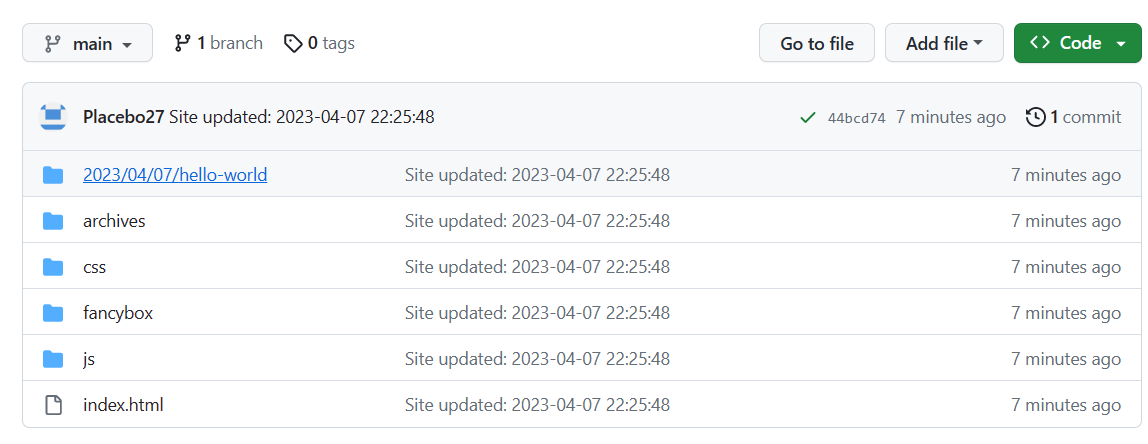 main 1 branch 0 tags Go to file Add file Code
Placebo27 Site updated: 2023-04-07 22:25:48 44bcd74 7 minutes ago 1 commit
2023/04/07/hello-world Site updated: 2023-04-07 22:25:48 7 minutes ago
archives Site updated: 2023-04-07 22:25:48 7 minutes ago
css Site updated: 2023-04-07 22:25:48 7 minutes ago
fancybox Site updated: 2023-04-07 22:25:48 7 minutes ago
js Site updated: 2023-04-07 22:25:48 7 minutes ago
index.html Site updated: 2023-04-07 22:25:48 7 minutes ago